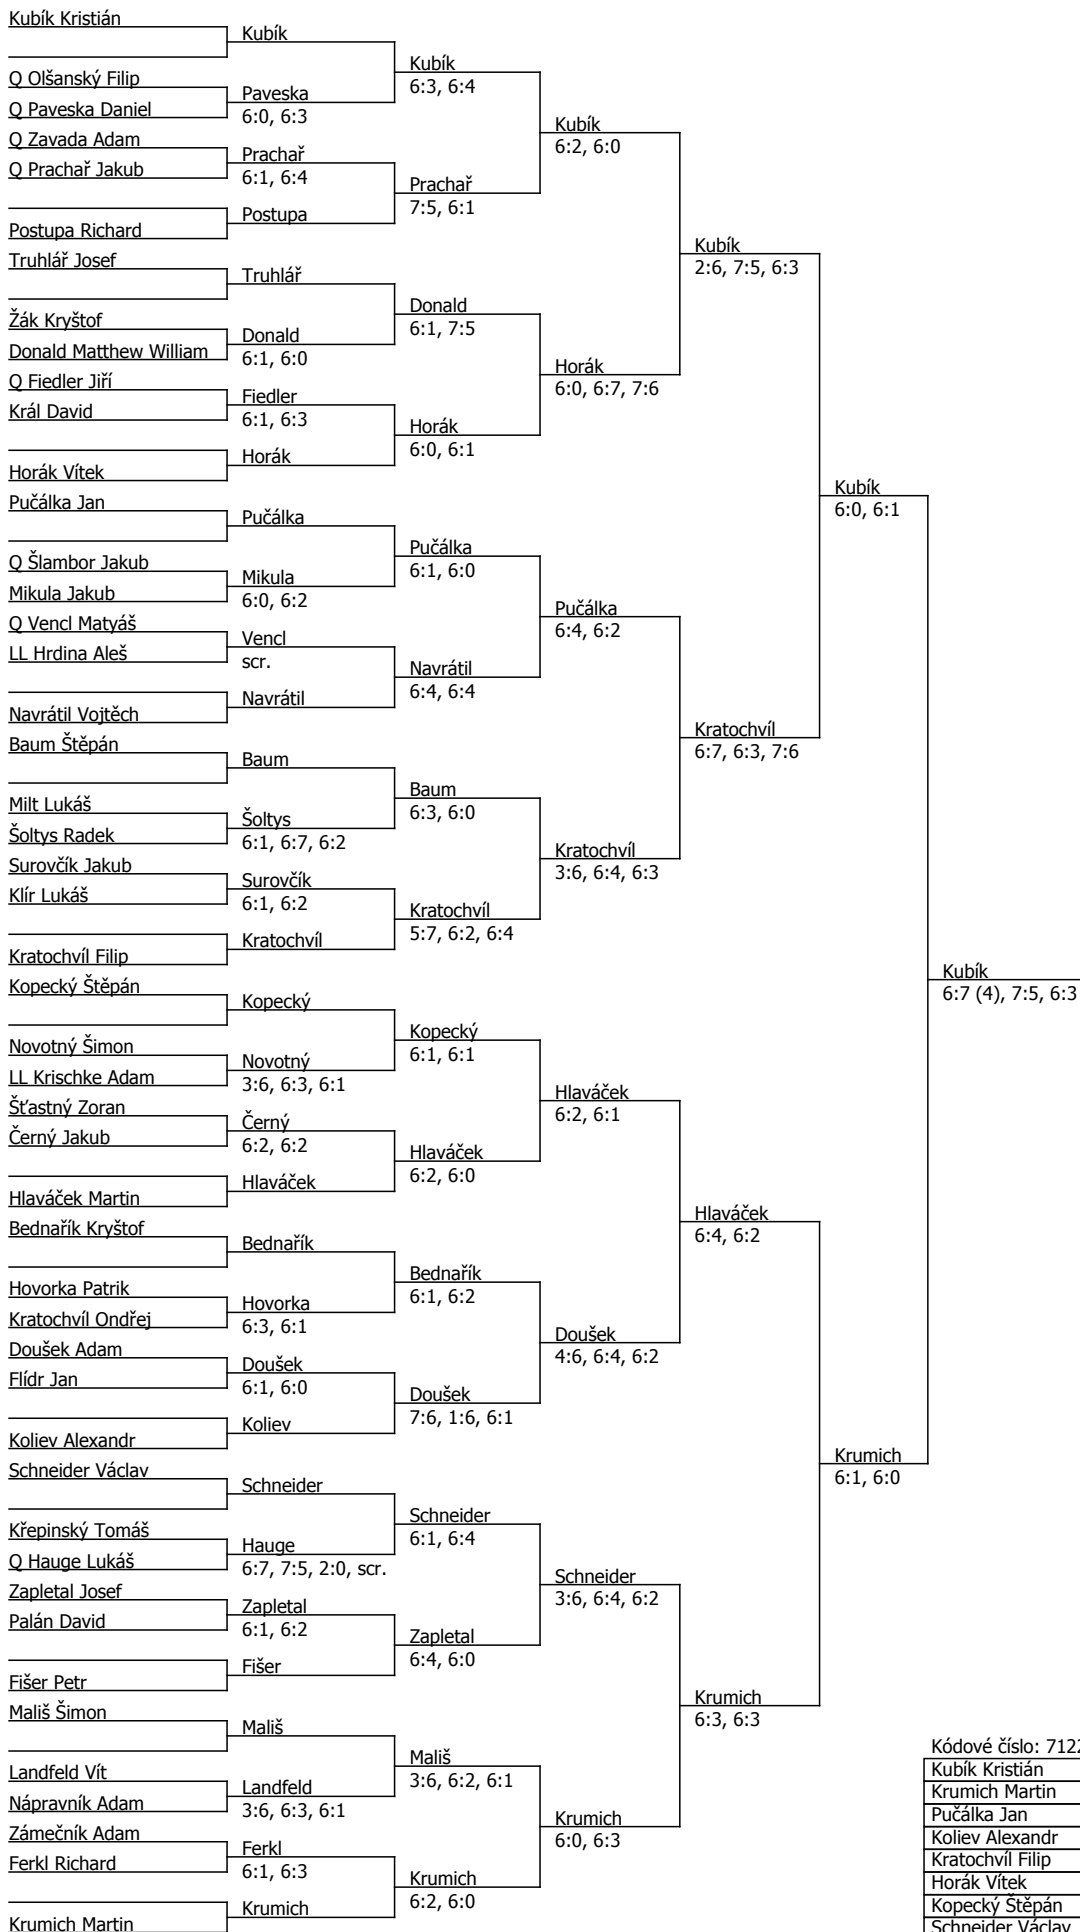 Kubík Kristián
Q Olšanský Filip
Q Paveska Daniel
Q Zavada Adam
Q Prachař Jakub
Postupa Richard
Truhlář Josef
Žák Kryštof
Donald Matthew William
Q Fiedler Jiří
Král David
Horák Vítek
Pučálka Jan
Q Šlambor Jakub
Mikula Jakub
Q Vencl Matyáš
LL Hrdina Aleš
Navrátil Vojtěch
Baum Štěpán
Milt Lukáš
Šoltys Radek
Surovčík Jakub
Klír Lukáš
Kratochvíl Filip
Kopecký Štěpán
Novotný Šimon
LL Krischke Adam
Šťastný Zoran
Černý Jakub
Hlaváček Martin
Bednařík Kryštof
Hovorka Patrik
Kratochvíl Ondřej
Doušek Adam
Flídr Jan
Koliev Alexandr
Schneider Václav
Křepinský Tomáš
Q Hauge Lukáš
Zapletal Josef
Palán David
Fišer Petr
Mališ Šimon
Landfeld Vít
Nápravník Adam
Zámečník Adam
Ferkl Richard
Krumich Martin
Kubík
Paveska
6:0, 6:3
Prachař
6:1, 6:4
Postupa
Truhlář
Donald
6:1, 6:0
Fiedler
6:1, 6:3
Horák
Pučálka
Mikula
6:0, 6:2
Vencl
scr.
Navrátil
Baum
Šoltys
6:1, 6:7, 6:2
Surovčík
6:1, 6:2
Kratochvíl
Kopecký
Novotný
3:6, 6:3, 6:1
Černý
6:2, 6:2
Hlaváček
Bednařík
Hovorka
6:3, 6:1
Doušek
6:1, 6:0
Koliev
Schneider
Hauge
6:7, 7:5, 2:0, scr.
Zapletal
6:1, 6:2
Fišer
Mališ
Landfeld
3:6, 6:3, 6:1
Ferkl
6:1, 6:3
Krumich
Kubík
6:3, 6:4
Prachař
7:5, 6:1
Donald
6:1, 7:5
Horák
6:0, 6:1
Pučálka
6:1, 6:0
Navrátil
6:4, 6:4
Baum
6:3, 6:0
Kratochvíl
5:7, 6:2, 6:4
Kopecký
6:1, 6:1
Hlaváček
6:2, 6:0
Bednařík
6:1, 6:2
Doušek
7:6, 1:6, 6:1
Schneider
6:1, 6:4
Zapletal
6:4, 6:0
Mališ
3:6, 6:2, 6:1
Krumich
6:2, 6:0
Kubík
6:2, 6:0
Horák
6:0, 6:7, 7:6
Pučálka
6:4, 6:2
Kratochvíl
3:6, 6:4, 6:3
Hlaváček
6:2, 6:1
Doušek
4:6, 6:4, 6:2
Schneider
3:6, 6:4, 6:2
Krumich
6:0, 6:3
Kubík
2:6, 7:5, 6:3
Kratochvíl
6:7, 6:3, 7:6
Hlaváček
6:4, 6:2
Krumich
6:3, 6:3
Kubík
6:0, 6:1
Krumich
6:1, 6:0
Kubík
6:7 (4), 7:5, 6:3
Kódové číslo: 7122
Kubík Kristián
Krumich Martin
Pučálka Jan
Koliev Alexandr
Kratochvíl Filip
Horák Vítek
Kopecký Štěpán
Schneider Václav